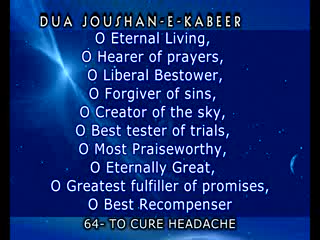 DUA JOUSHAN-E-KABEER
O Eternal Living,
O Hearer of prayers,
O Liberal Bestower,
O Forgiver of sins,
O Creator of the sky,
O Best tester of trials,
O Most Praiseworthy,
O Eternally Great,
O Greatest fulfiller of promises,
O Best Recompenser
64- TO CURE HEADACHE